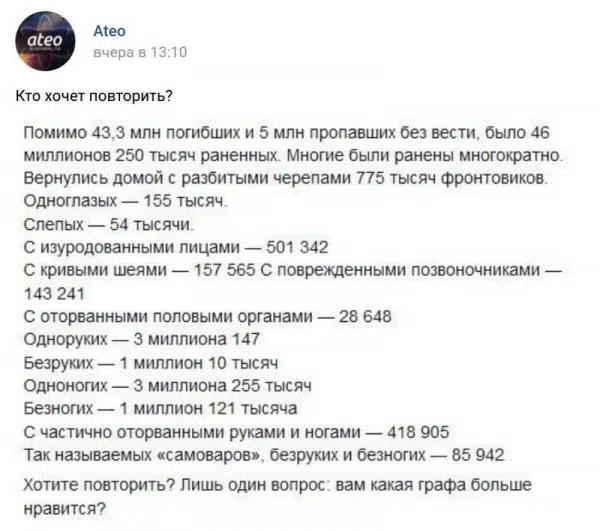 ateo
Ateo
вчера в 13:10
Кто хочет повторить?
Помимо 43,3 млн погибших и 5 млн пропавших без вести, было 46
миллионов 250 тысяч раненных. Многие были ранены многократно.
Вернулись домой с разбитыми черепами 775 тысяч фронтовиков.
Одноглазых — 155 тысяч.
Слепых — 54 тысячи.
С изуродованными лицами — 501 342
С кривыми шеями — 157 565 С поврежденными позвоночниками —
143 241
С оторванными половыми органами — 28 648
Одноруких — 3 миллиона 147
Безруких — 1 миллион 10 тысяч
Одноногих — 3 миллиона 255 тысяч
Безногих — 1 миллион 121 тысяча
С частично оторванными руками и ногами — 418 905
Так называемых «самоваров», безруких и безногих — 85 942
Хотите повторить? Лишь один вопрос: вам какая графа больше
нравится?